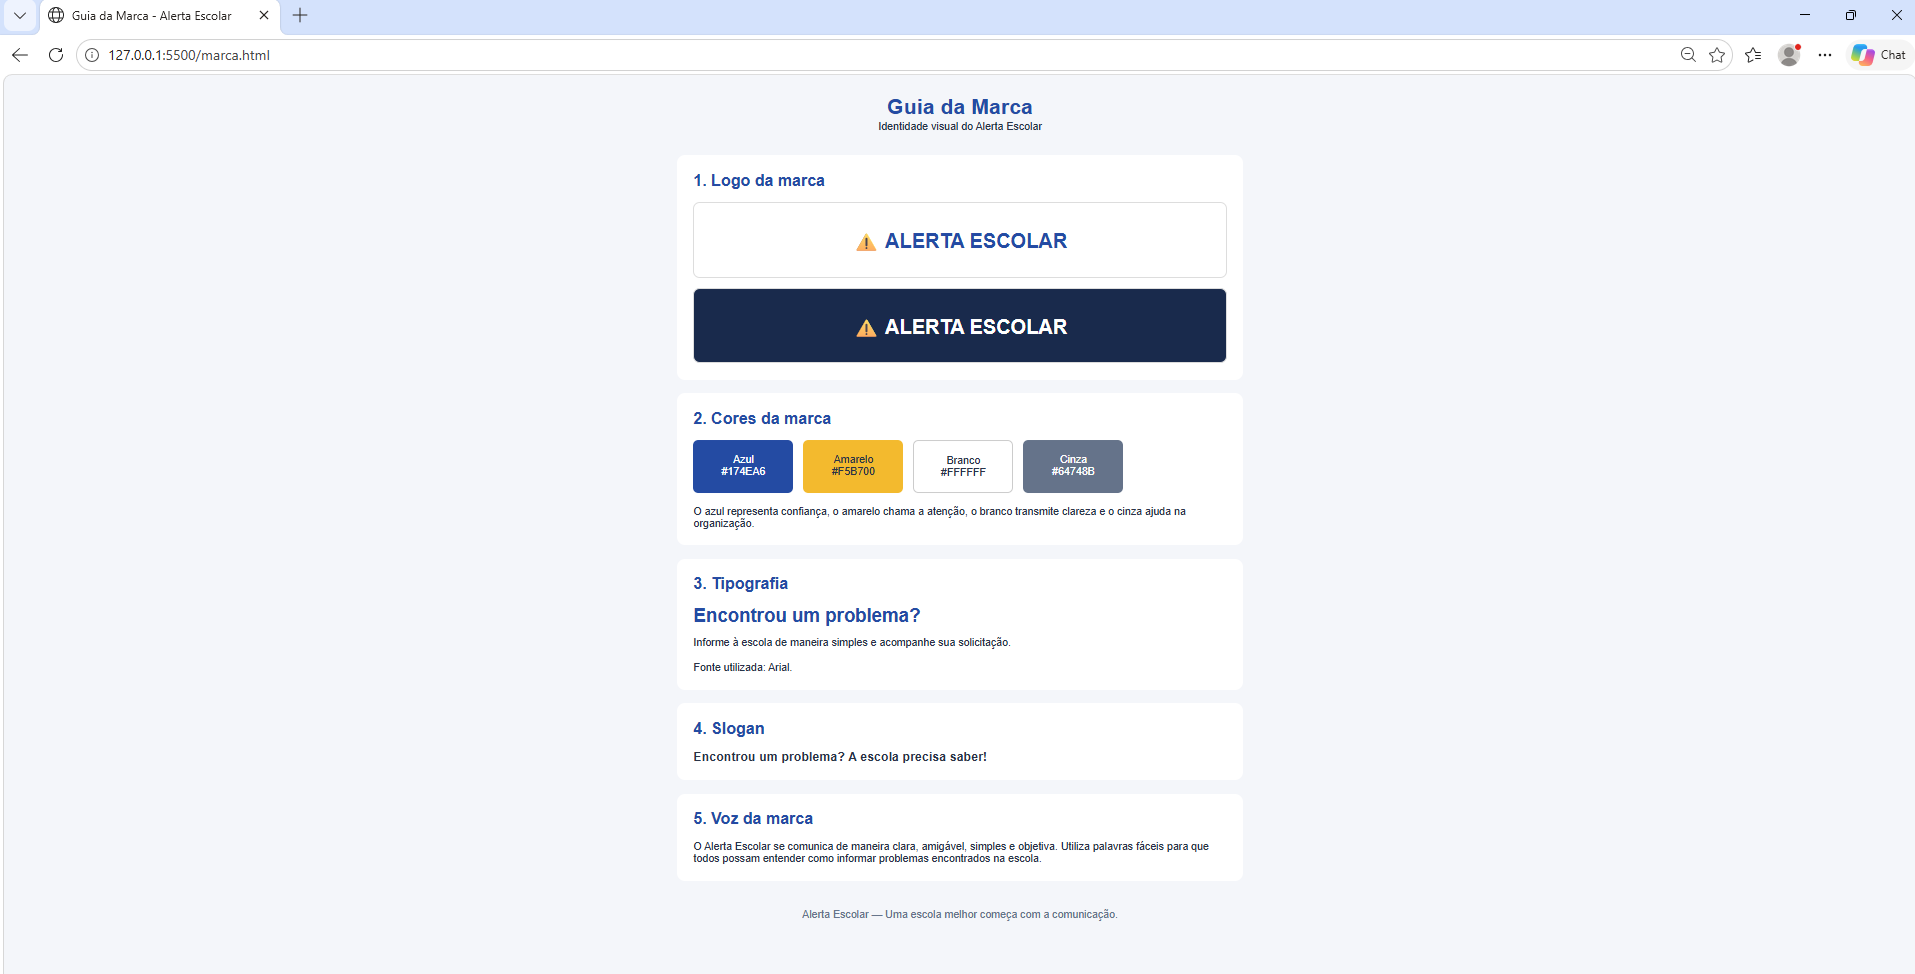 Guia da Marca - Alerta Escolar
127.0.0.1:5500/marca.html
Chat
Guia da Marca
Identidade visual do Alerta Escolar
1. Logo da marca
ALERTA ESCOLAR
ALERTA ESCOLAR
2. Cores da marca
Azul
#174EA6
Amarelo
#F5B700
Branco
#FFFFFF
Cinza
#64748B
O azul representa confiança, o amarelo chama a atenção, o branco transmite clareza e o cinza ajuda na
organização.
3. Tipografia
Encontrou um problema?
Informe à escola de maneira simples e acompanhe sua solicitação.
Fonte utilizada: Arial.
4. Slogan
Encontrou um problema? A escola precisa saber!
5. Voz da marca
O Alerta Escolar se comunica de maneira clara, amigável, simples e objetiva. Utiliza palavras fáceis para que
todos possam entender como informar problemas encontrados na escola.
Alerta Escolar — Uma escola melhor começa com a comunicação.